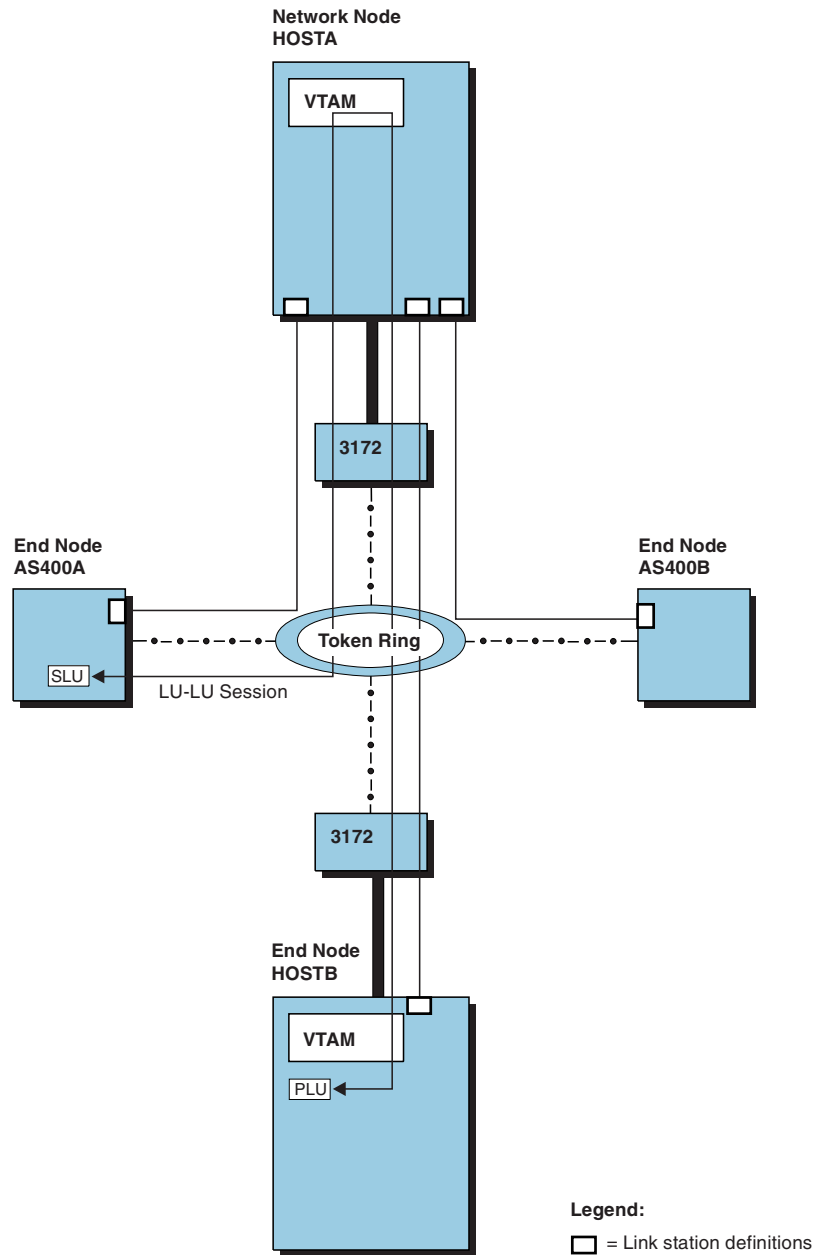 Network Node
HOSTA
VTAM
3172
End Node
AS400A
End Node
AS400B
Token Ring
SLU
LU-LU Session
3172
End Node
HOSTB
VTAM
PLU
Legend:
= Link station definitions